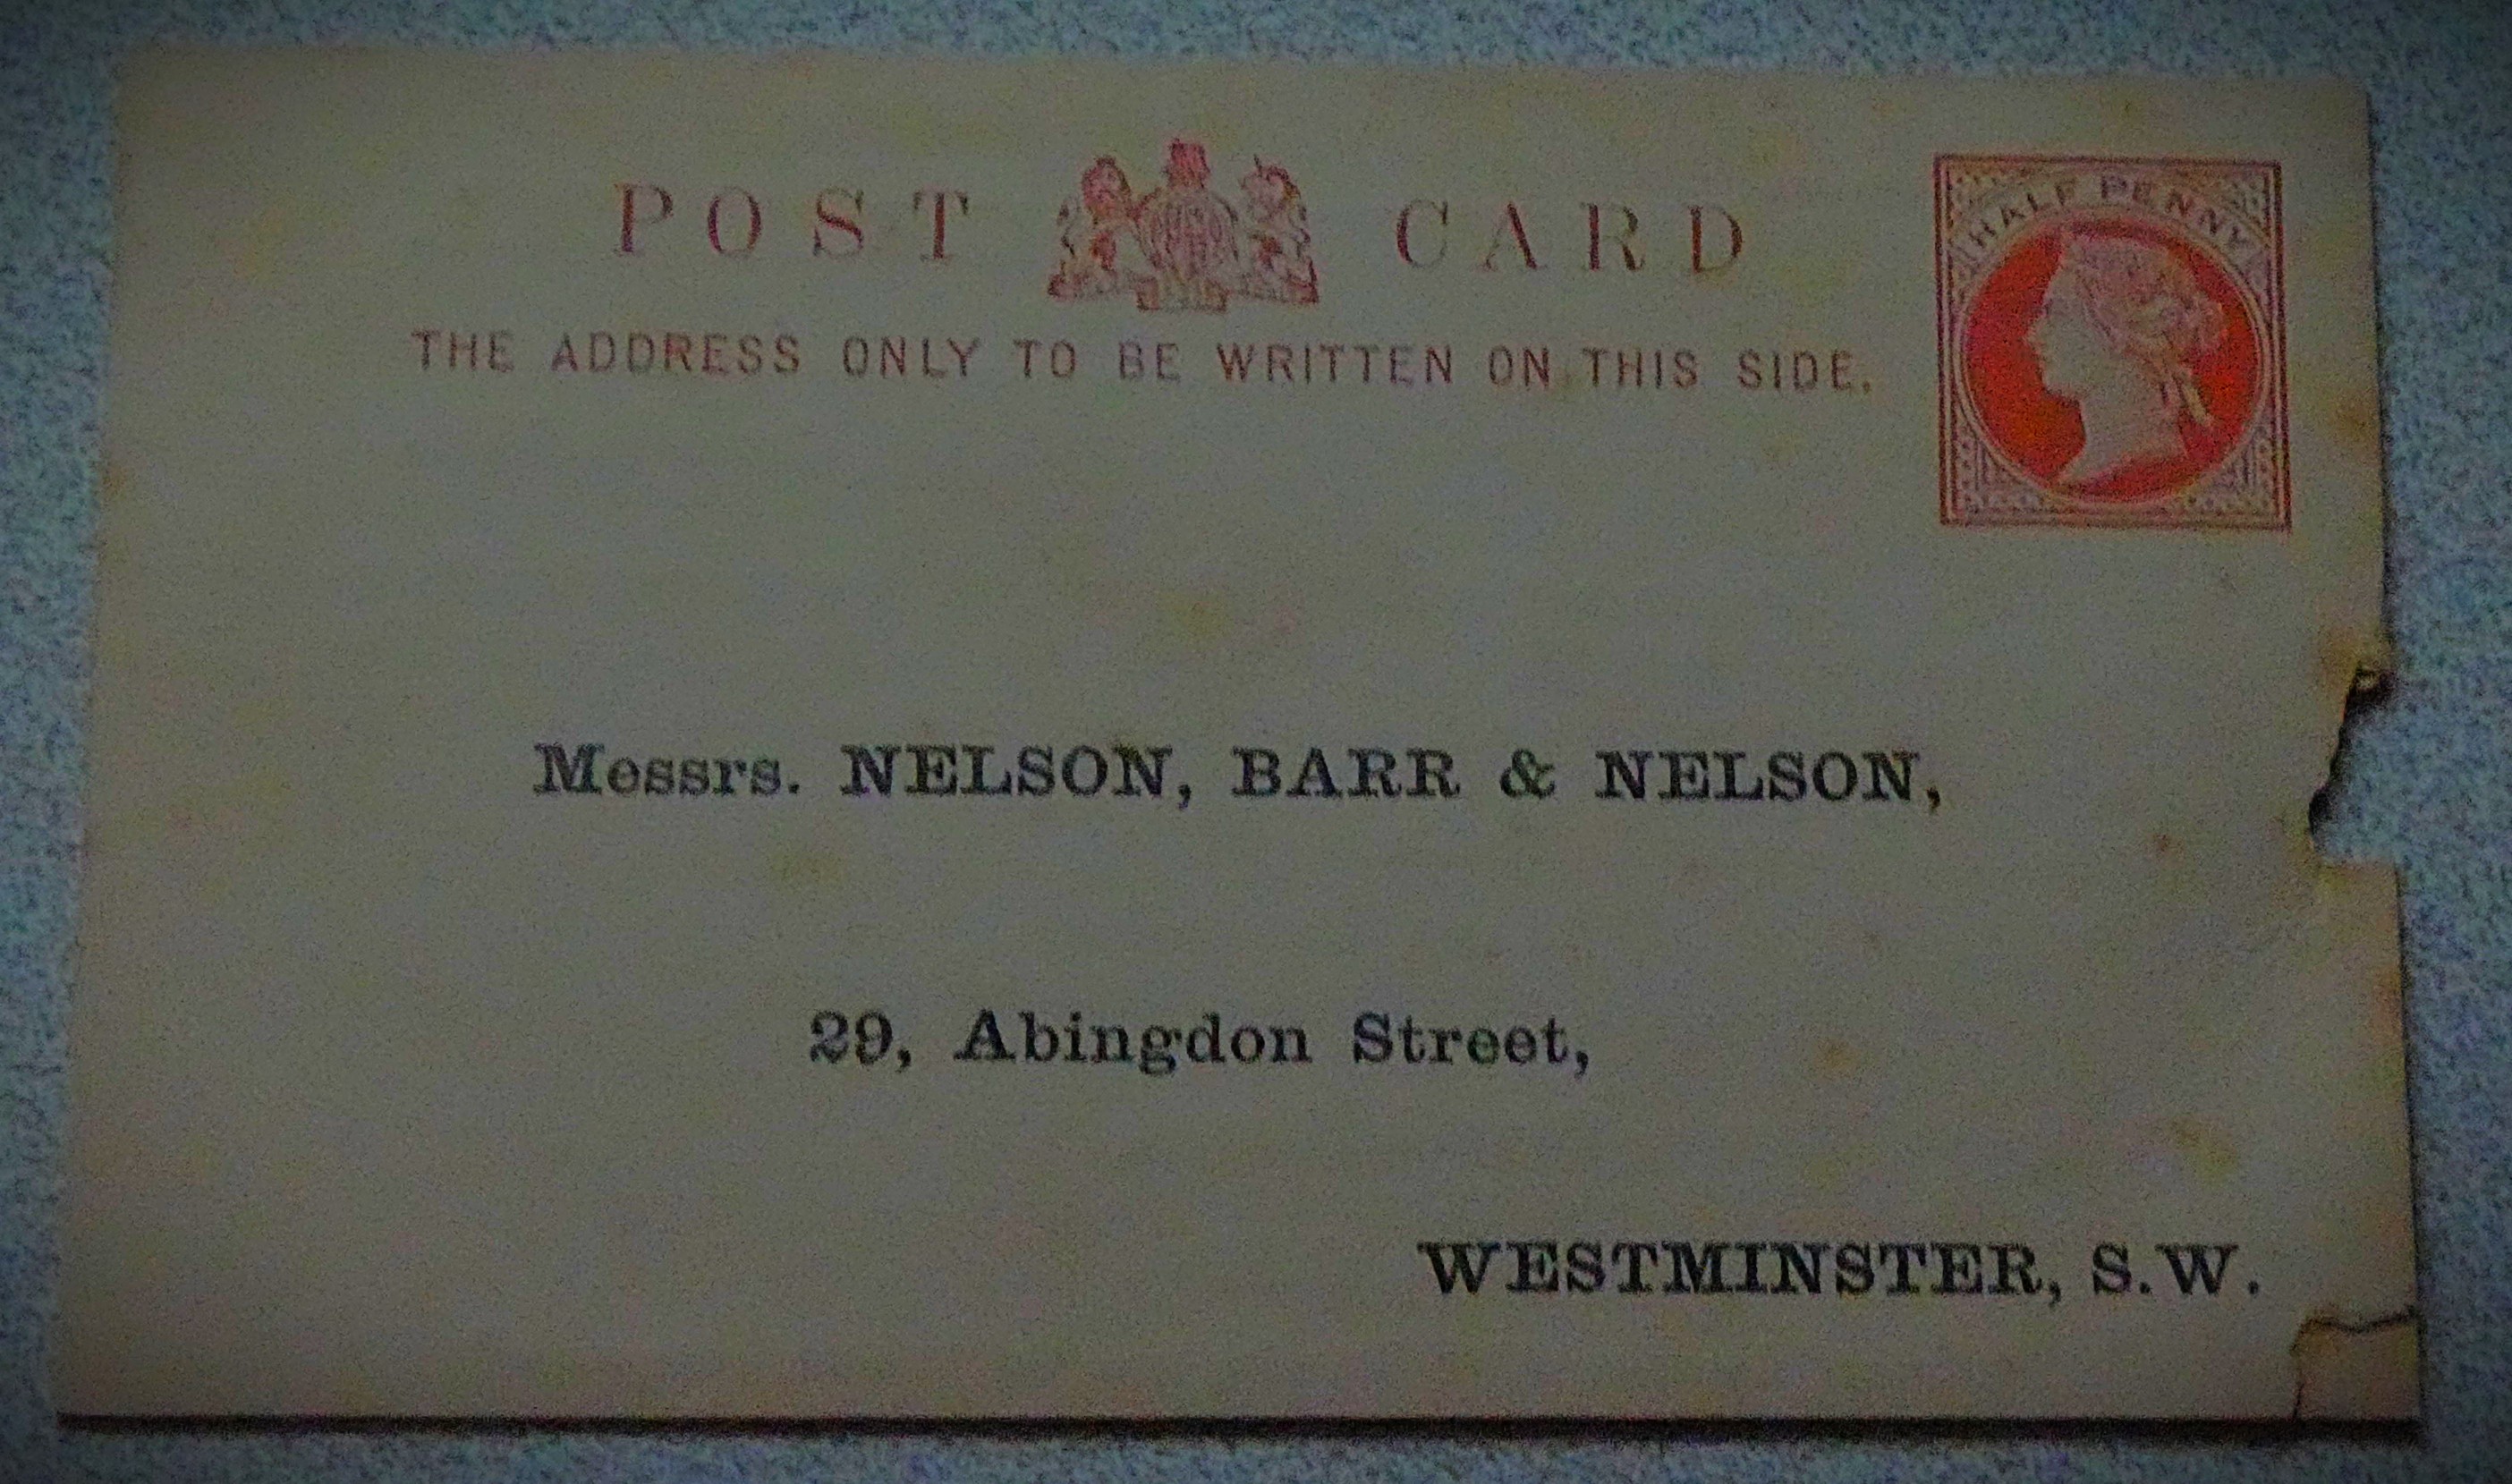 POST CARD
HALF PENNY
THE ADDRESS ONLY TO BE WRITTEN ON THIS SIDE.
Messrs. NELSON, BARR & NELSON,
29, Abingdon Street,
WESTMINSTER, S.W.